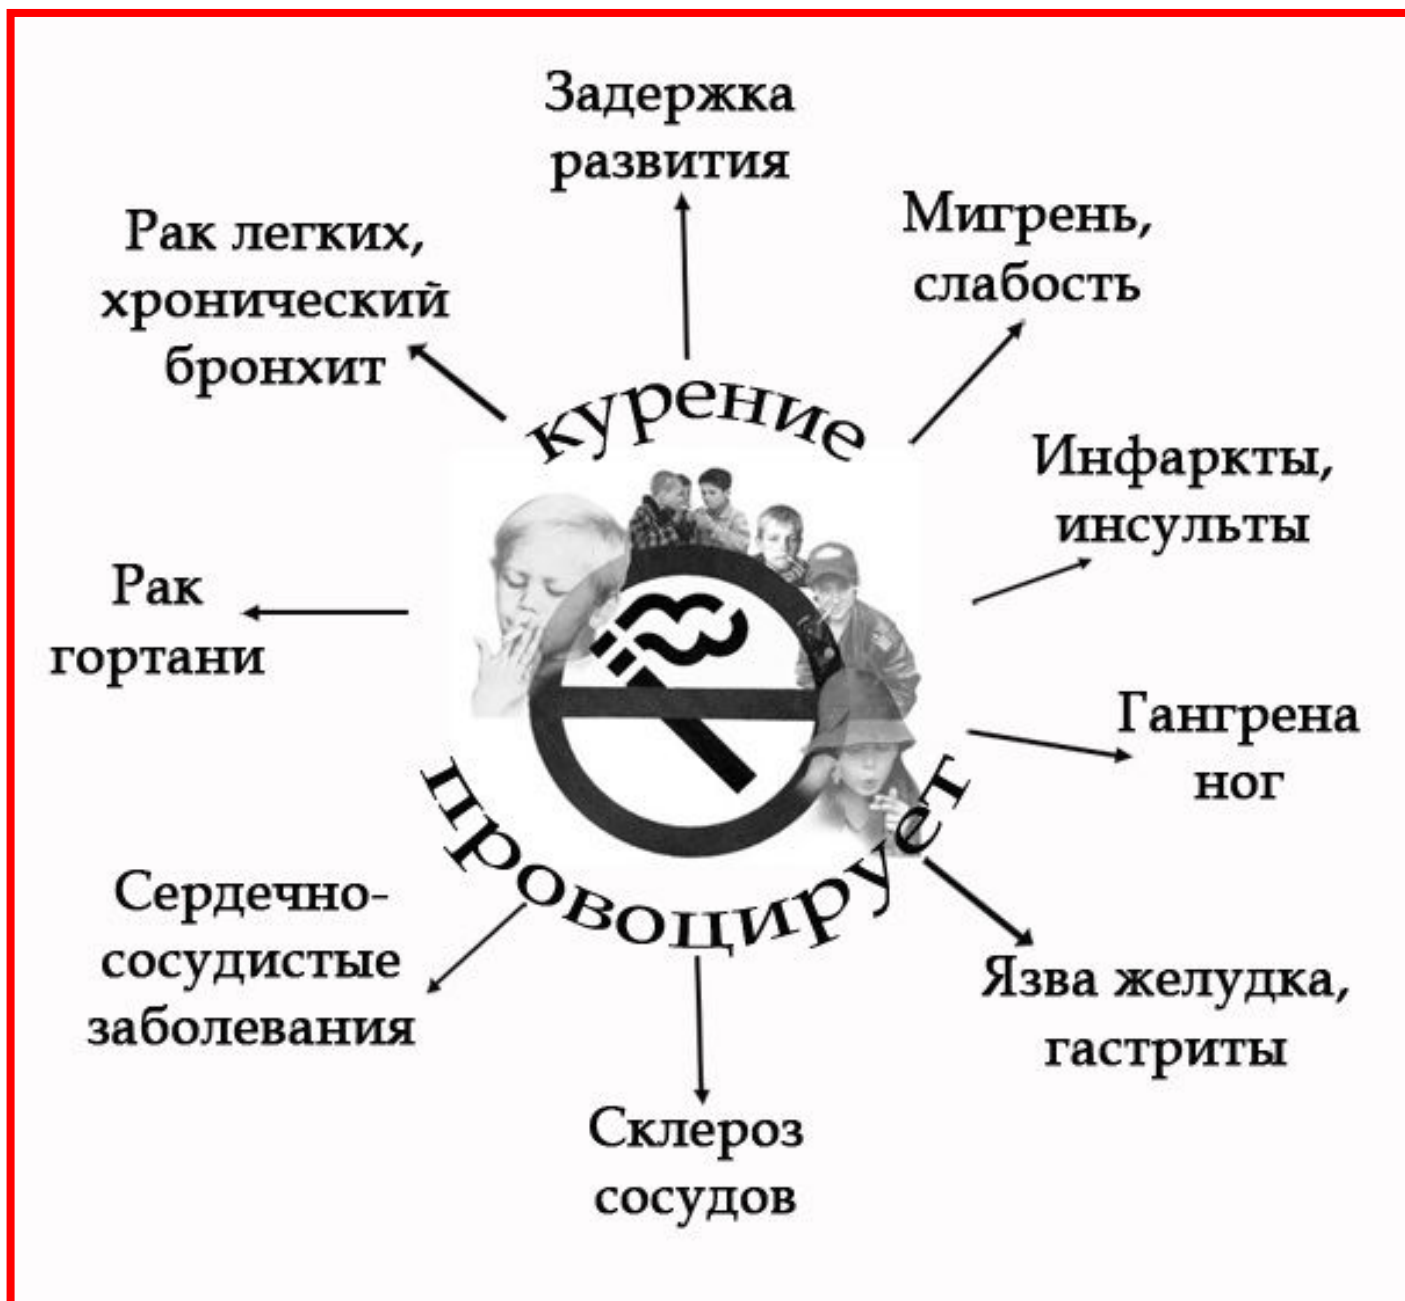 Задержка
развития
Мигрень,
слабость
Рак легких,
хронический
бронхит
курение
Инфаркты,
инсульты
Рак
гортани
Гангрена
ног
провоцирует
Сердечно-
сосудистые
заболевания
Язва желудка,
гастриты
Склероз
сосудов